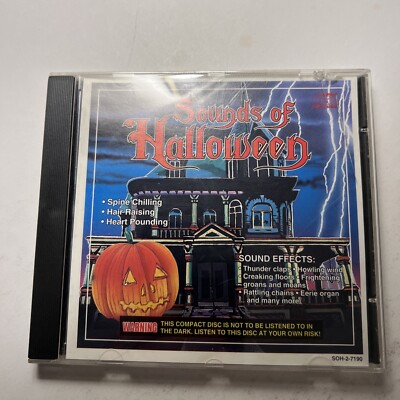 Sounds of
Halloween
• Spine Chilling
• Hair Raising
• Heart Pounding
SOUND EFFECTS:
Thunder claps • Howling wind
Creaking floors • Frightening
groans and moans
• Rattling chains • Eerie organ
and many more!
WARNING THIS COMPACT DISC IS NOT TO BE LISTENED TO IN
THE DARK. LISTEN TO THIS DISC AT YOUR OWN RISK!
SOH-2-7190